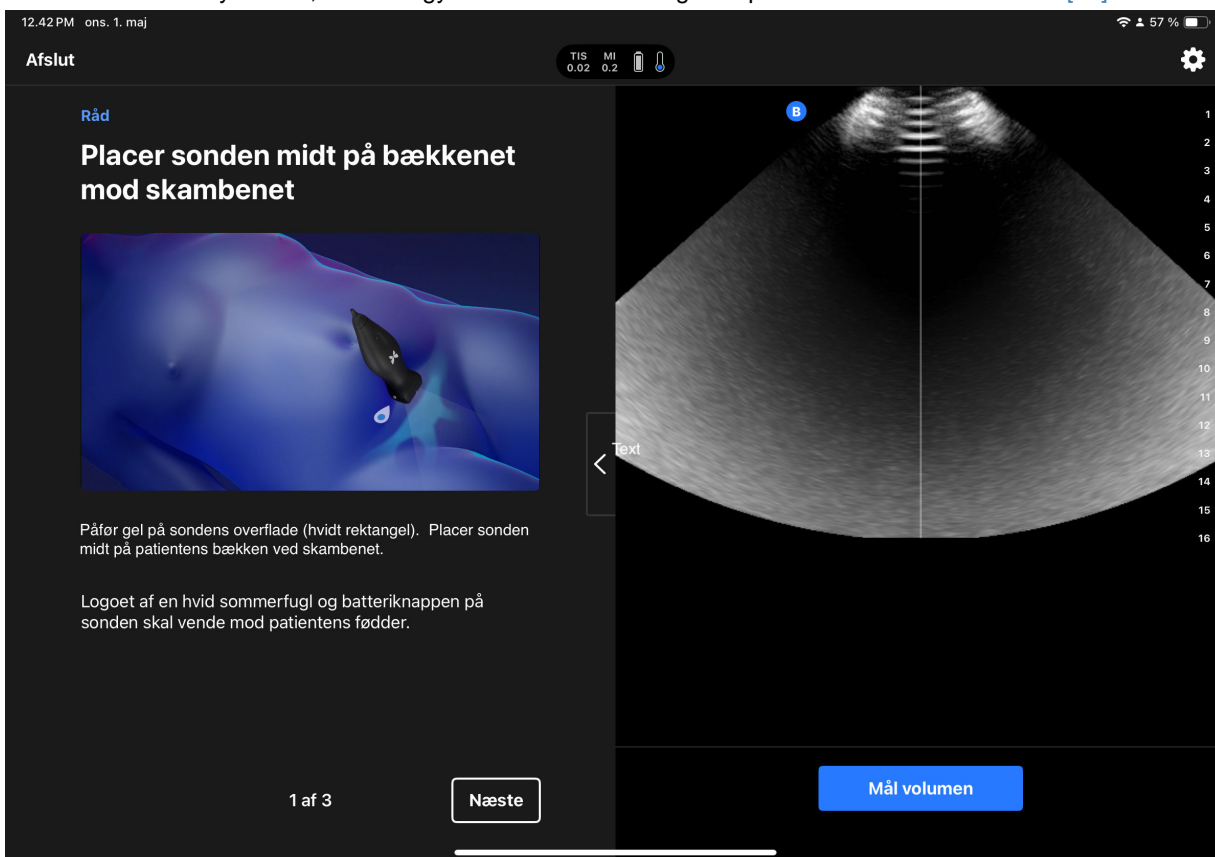 12.42 PM ons. 1. maj
57 %
Afslut
TIS MI
0.02 0.2
Råd
Placer sonden midt på bækkenet
mod skambenet
Påfør gel på sondens overflade (hvidt rektangel). Placer sonden
midt på patientens bækken ved skambenet.
Logoet af en hvid sommerfugl og batteriknappen på
sonden skal vende mod patientens fødder.
1 af 3
Næste
Text
B
1
2
3
4
5
6
7
8
9
10
11
12
13
14
15
16
Mål volumen